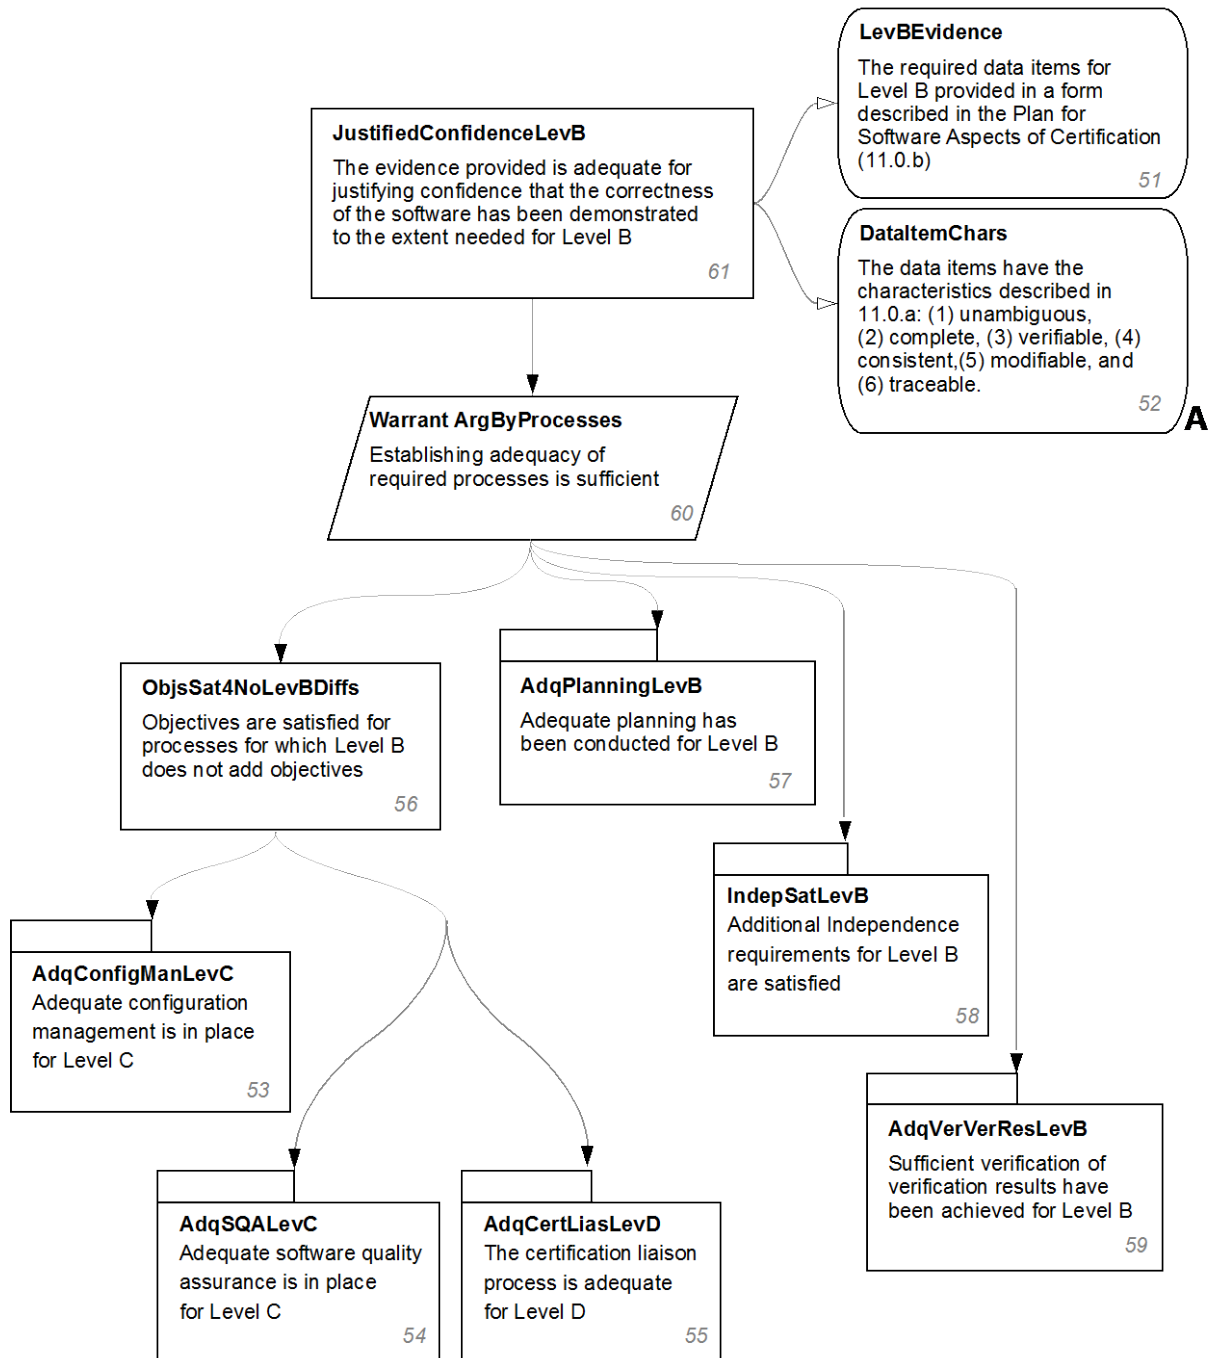 LevBEvidence
The required data items for
Level B provided in a form
described in the Plan for
Software Aspects of Certification
(11.0.b)
51
JustifiedConfidenceLevB
The evidence provided is adequate for
justifying confidence that the correctness
of the software has been demonstrated
to the extent needed for Level B
61
DataItemChars
The data items have the
characteristics described in
11.0.a: (1) unambiguous,
(2) complete, (3) verifiable, (4)
consistent,(5) modifiable, and
(6) traceable.
52
A
Warrant ArgByProcesses
Establishing adequacy of
required processes is sufficient
60
ObjsSat4NoLevBDiffs
Objectives are satisfied for
processes for which Level B
does not add objectives
56
AdqPlanningLevB
Adequate planning has
been conducted for Level B
57
IndepSatLevB
Additional Independence
requirements for Level B
are satisfied
58
AdqConfigManLevC
Adequate configuration
management is in place
for Level C
53
AdqVerVerResLevB
Sufficient verification of
verification results have
been achieved for Level B
59
AdqSQALevC
Adequate software quality
assurance is in place
for Level C
54
AdqCertLiasLevD
The certification liaison
process is adequate
for Level D
55